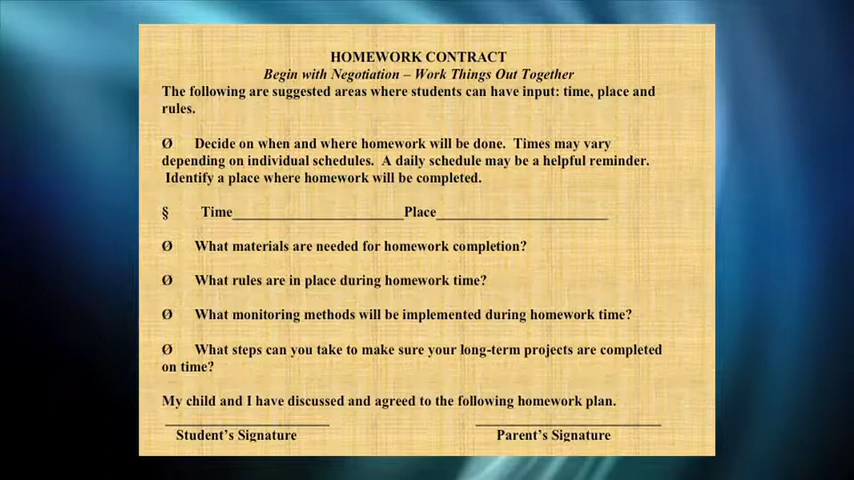 HOMEWORK CONTRACT
Begin with Negotiation – Work Things Out Together
The following are suggested areas where students can have input: time, place and
rules.
Ø Decide on when and where homework will be done. Times may vary
depending on individual schedules. A daily schedule may be a helpful reminder.
Identify a place where homework will be completed.
§ Time________________________Place________________________
Ø What materials are needed for homework completion?
Ø What rules are in place during homework time?
Ø What monitoring methods will be implemented during homework time?
Ø What steps can you take to make sure your long-term projects are completed
on time?
My child and I have discussed and agreed to the following homework plan.
_______________________ __________________________
Student’s Signature Parent’s Signature